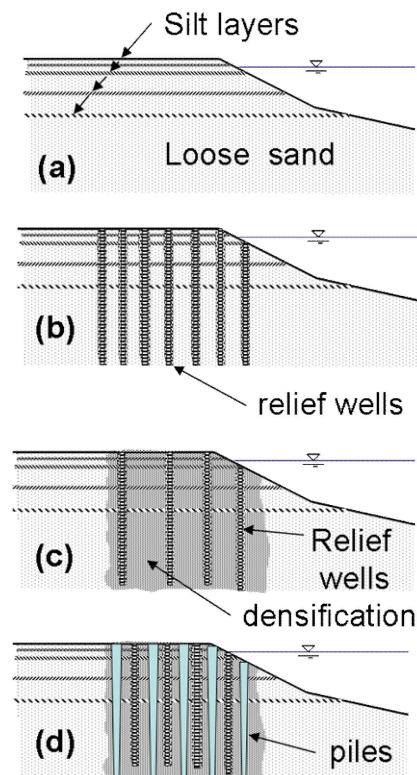 Silt layers
(a)
Loose sand
(b)
relief wells
(c)
Relief
wells
densification
(d)
piles